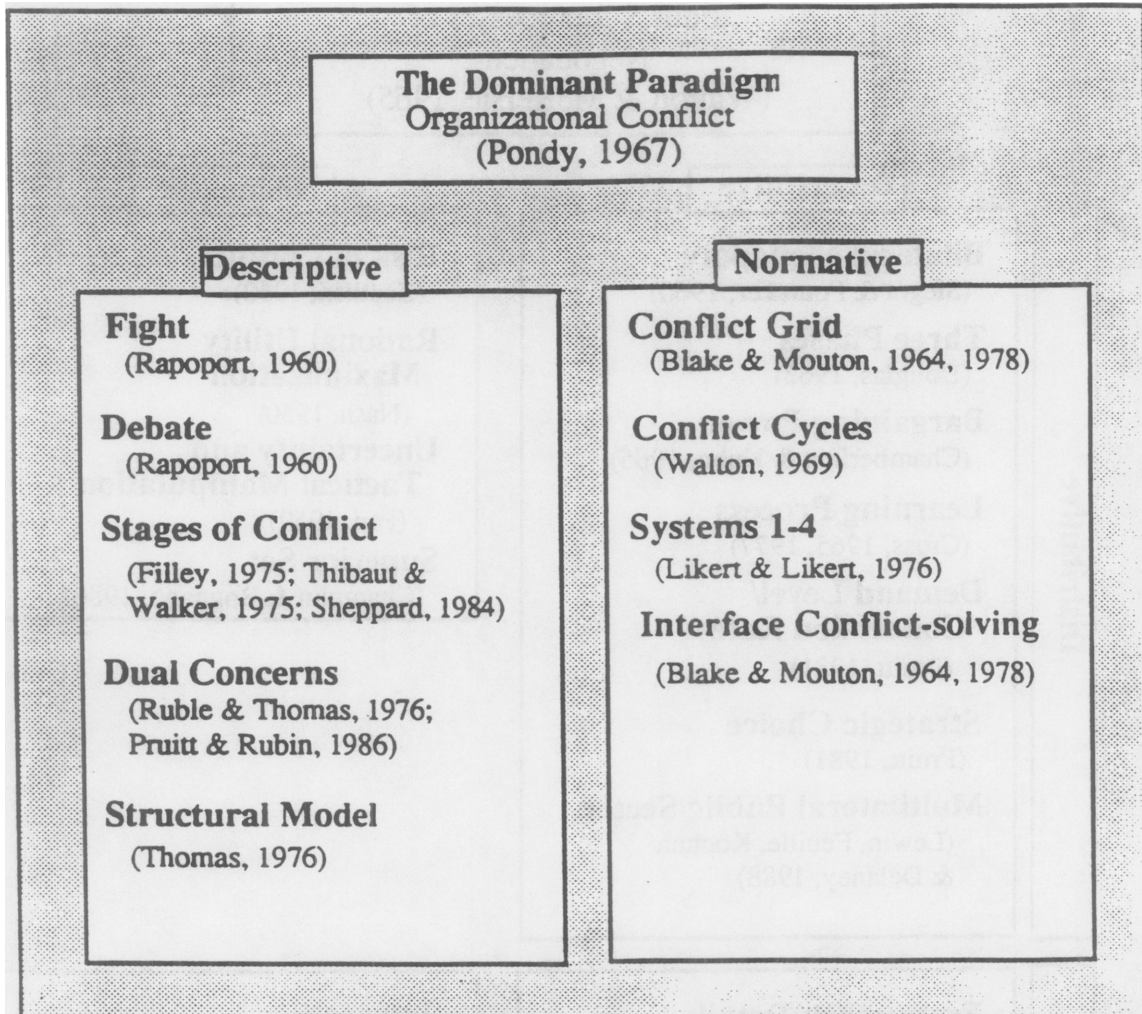 The Dominant Paradigm
Organizational Conflict
(Pondy, 1967)
Descriptive
Fight
(Rapoport, 1960)
Debate
(Rapoport, 1960)
Stages of Conflict
(Filley, 1975; Thibaut &
Walker, 1975; Sheppard, 1984)
Dual Concerns
(Ruble & Thomas, 1976;
Pruitt & Rubin, 1986)
Structural Model
(Thomas, 1976)
Normative
Conflict Grid
(Blake & Mouton, 1964, 1978)
Conflict Cycles
(Walton, 1969)
Systems 1-4
(Likert & Likert, 1976)
Interface Conflict-solving
(Blake & Mouton, 1964, 1978)